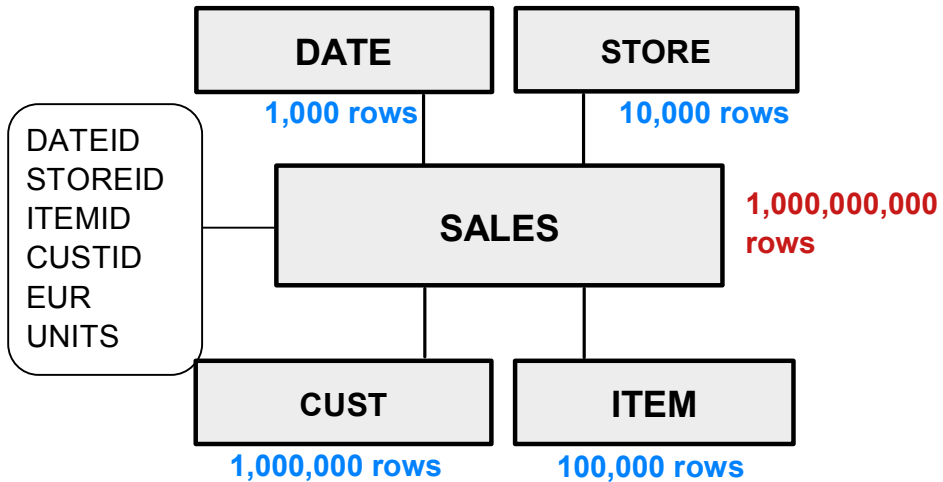 DATE
STORE
1,000 rows
10,000 rows
DATEID
STOREID
ITEMID
CUSTID
EUR
UNITS
SALES
1,000,000,000
rows
CUST
ITEM
1,000,000 rows
100,000 rows